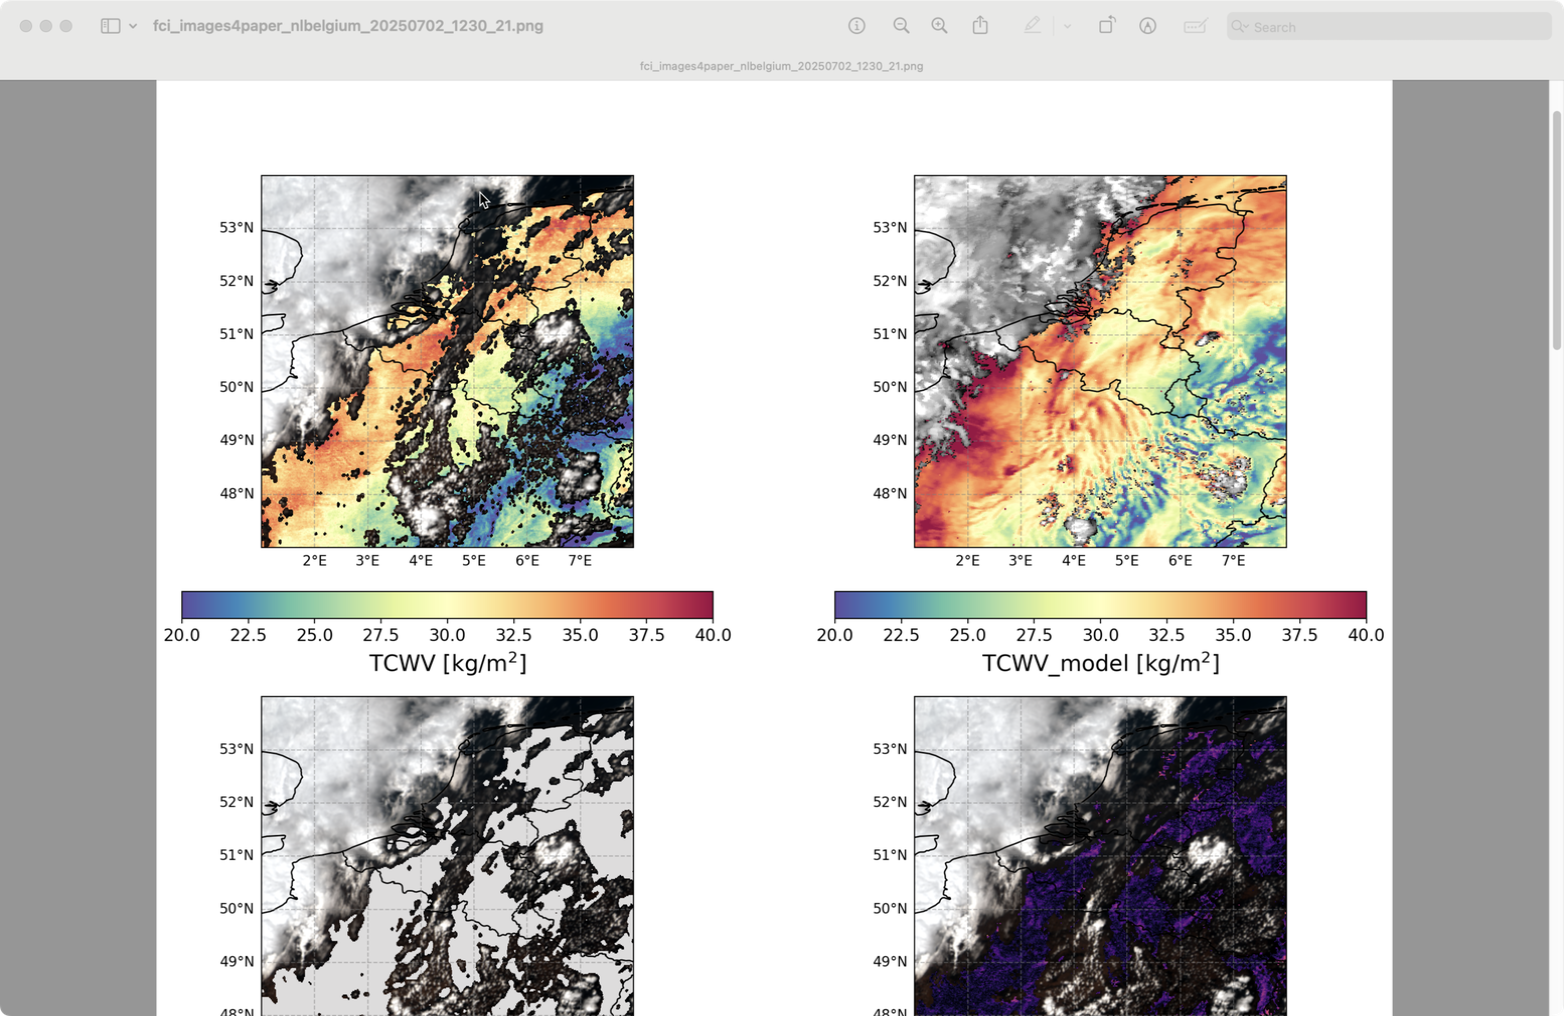 fci_images4paper_nlbelgium_20250702_1230_21.png
Search
fci_images4paper_nlbelgium_20250702_1230_21.png
53°N
52°N
51°N
50°N
49°N
48°N
2°E 3°E 4°E 5°E 6°E 7°E
20.0 22.5 25.0 27.5 30.0 32.5 35.0 37.5 40.0
TCWV [kg/m²]
53°N
52°N
51°N
50°N
49°N
48°N
2°E 3°E 4°E 5°E 6°E 7°E
20.0 22.5 25.0 27.5 30.0 32.5 35.0 37.5 40.0
TCWV_model [kg/m²]
53°N
52°N
51°N
50°N
49°N
48°N
53°N
52°N
51°N
50°N
49°N
48°N